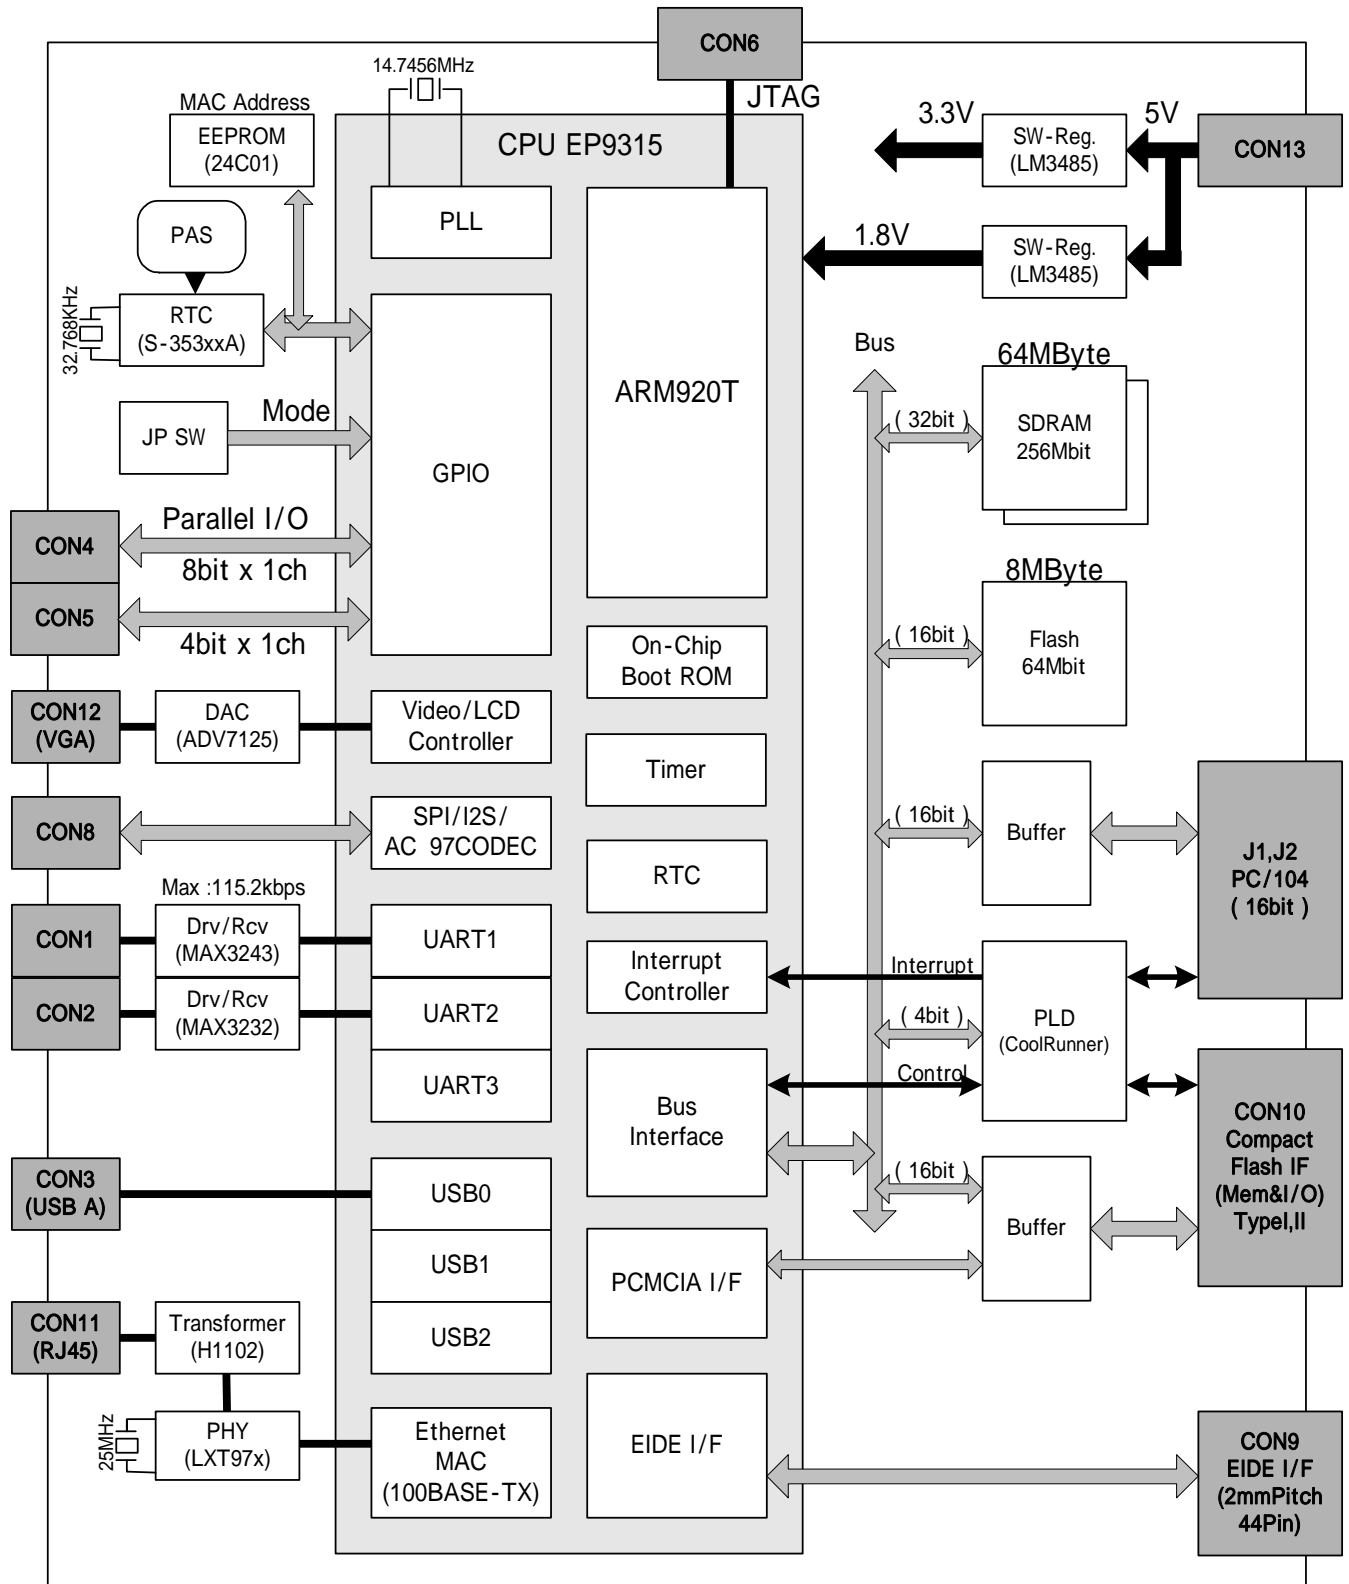 CON6
14.7456MHz
JTAG
MAC Address
EEPROM
(24C01)
CPU EP9315
3.3V
SW-Reg.
(LM3485)
5V
CON13
PLL
PAS
1.8V
SW-Reg.
(LM3485)
32.768KHz
RTC
(S-353xxA)
ARM920T
Bus
64MByte
SDRAM
256Mbit
( 32bit )
JP SW
Mode
GPIO
CON4
Parallel I/O
8bit x 1ch
CON5
4bit x 1ch
8MByte
Flash
64Mbit
( 16bit )
On-Chip
Boot ROM
CON12
(VGA)
DAC
(ADV7125)
Video/LCD
Controller
Timer
CON8
SPI/I2S/
AC 97CODEC
( 16bit )
Buffer
J1,J2
PC/104
( 16bit )
RTC
Max :115.2kbps
CON1
Drv/Rcv
(MAX3243)
UART1
Interrupt
Controller
Interrupt
CON2
Drv/Rcv
(MAX3232)
UART2
( 4bit )
PLD
(CoolRunner)
UART3
Control
Bus
Interface
CON10
Compact
Flash IF
(Mem&I/O)
TypeI,II
CON3
(USB A)
USB0
( 16bit )
Buffer
USB1
PCMCIA I/F
USB2
CON11
(RJ45)
Transformer
(H1102)
25MHz
PHY
(LXT97x)
Ethernet
MAC
(100BASE-TX)
EIDE I/F
CON9
EIDE I/F
(2mmPitch
44Pin)